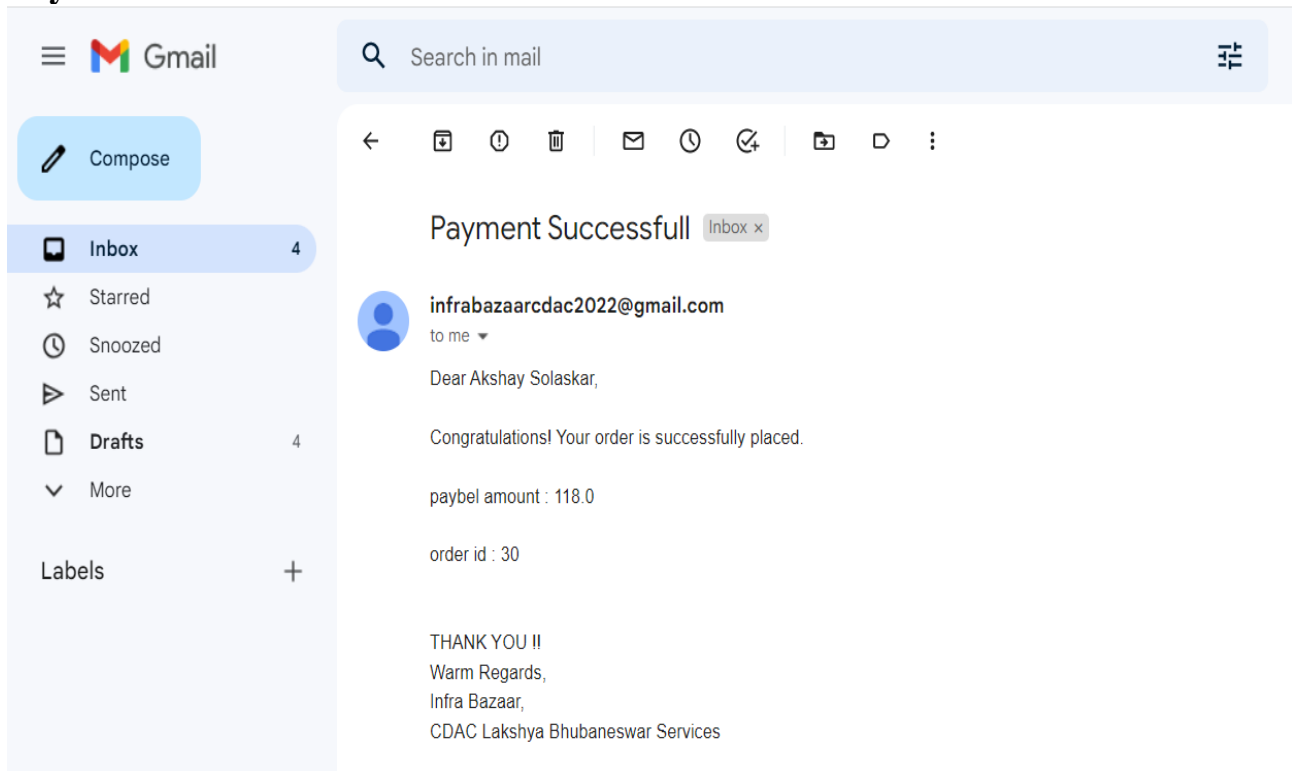 Gmail
Search in mail
Compose
Inbox 4
Starred
Snoozed
Sent
Drafts 4
More
Labels
Payment Successfull Inbox ×
infrabazaarcdac2022@gmail.com
to me
Dear Akshay Solaskar,
Congratulations! Your order is successfully placed.
paybel amount : 118.0
order id : 30
THANK YOU !!
Warm Regards,
Infra Bazaar,
CDAC Lakshya Bhubaneswar Services